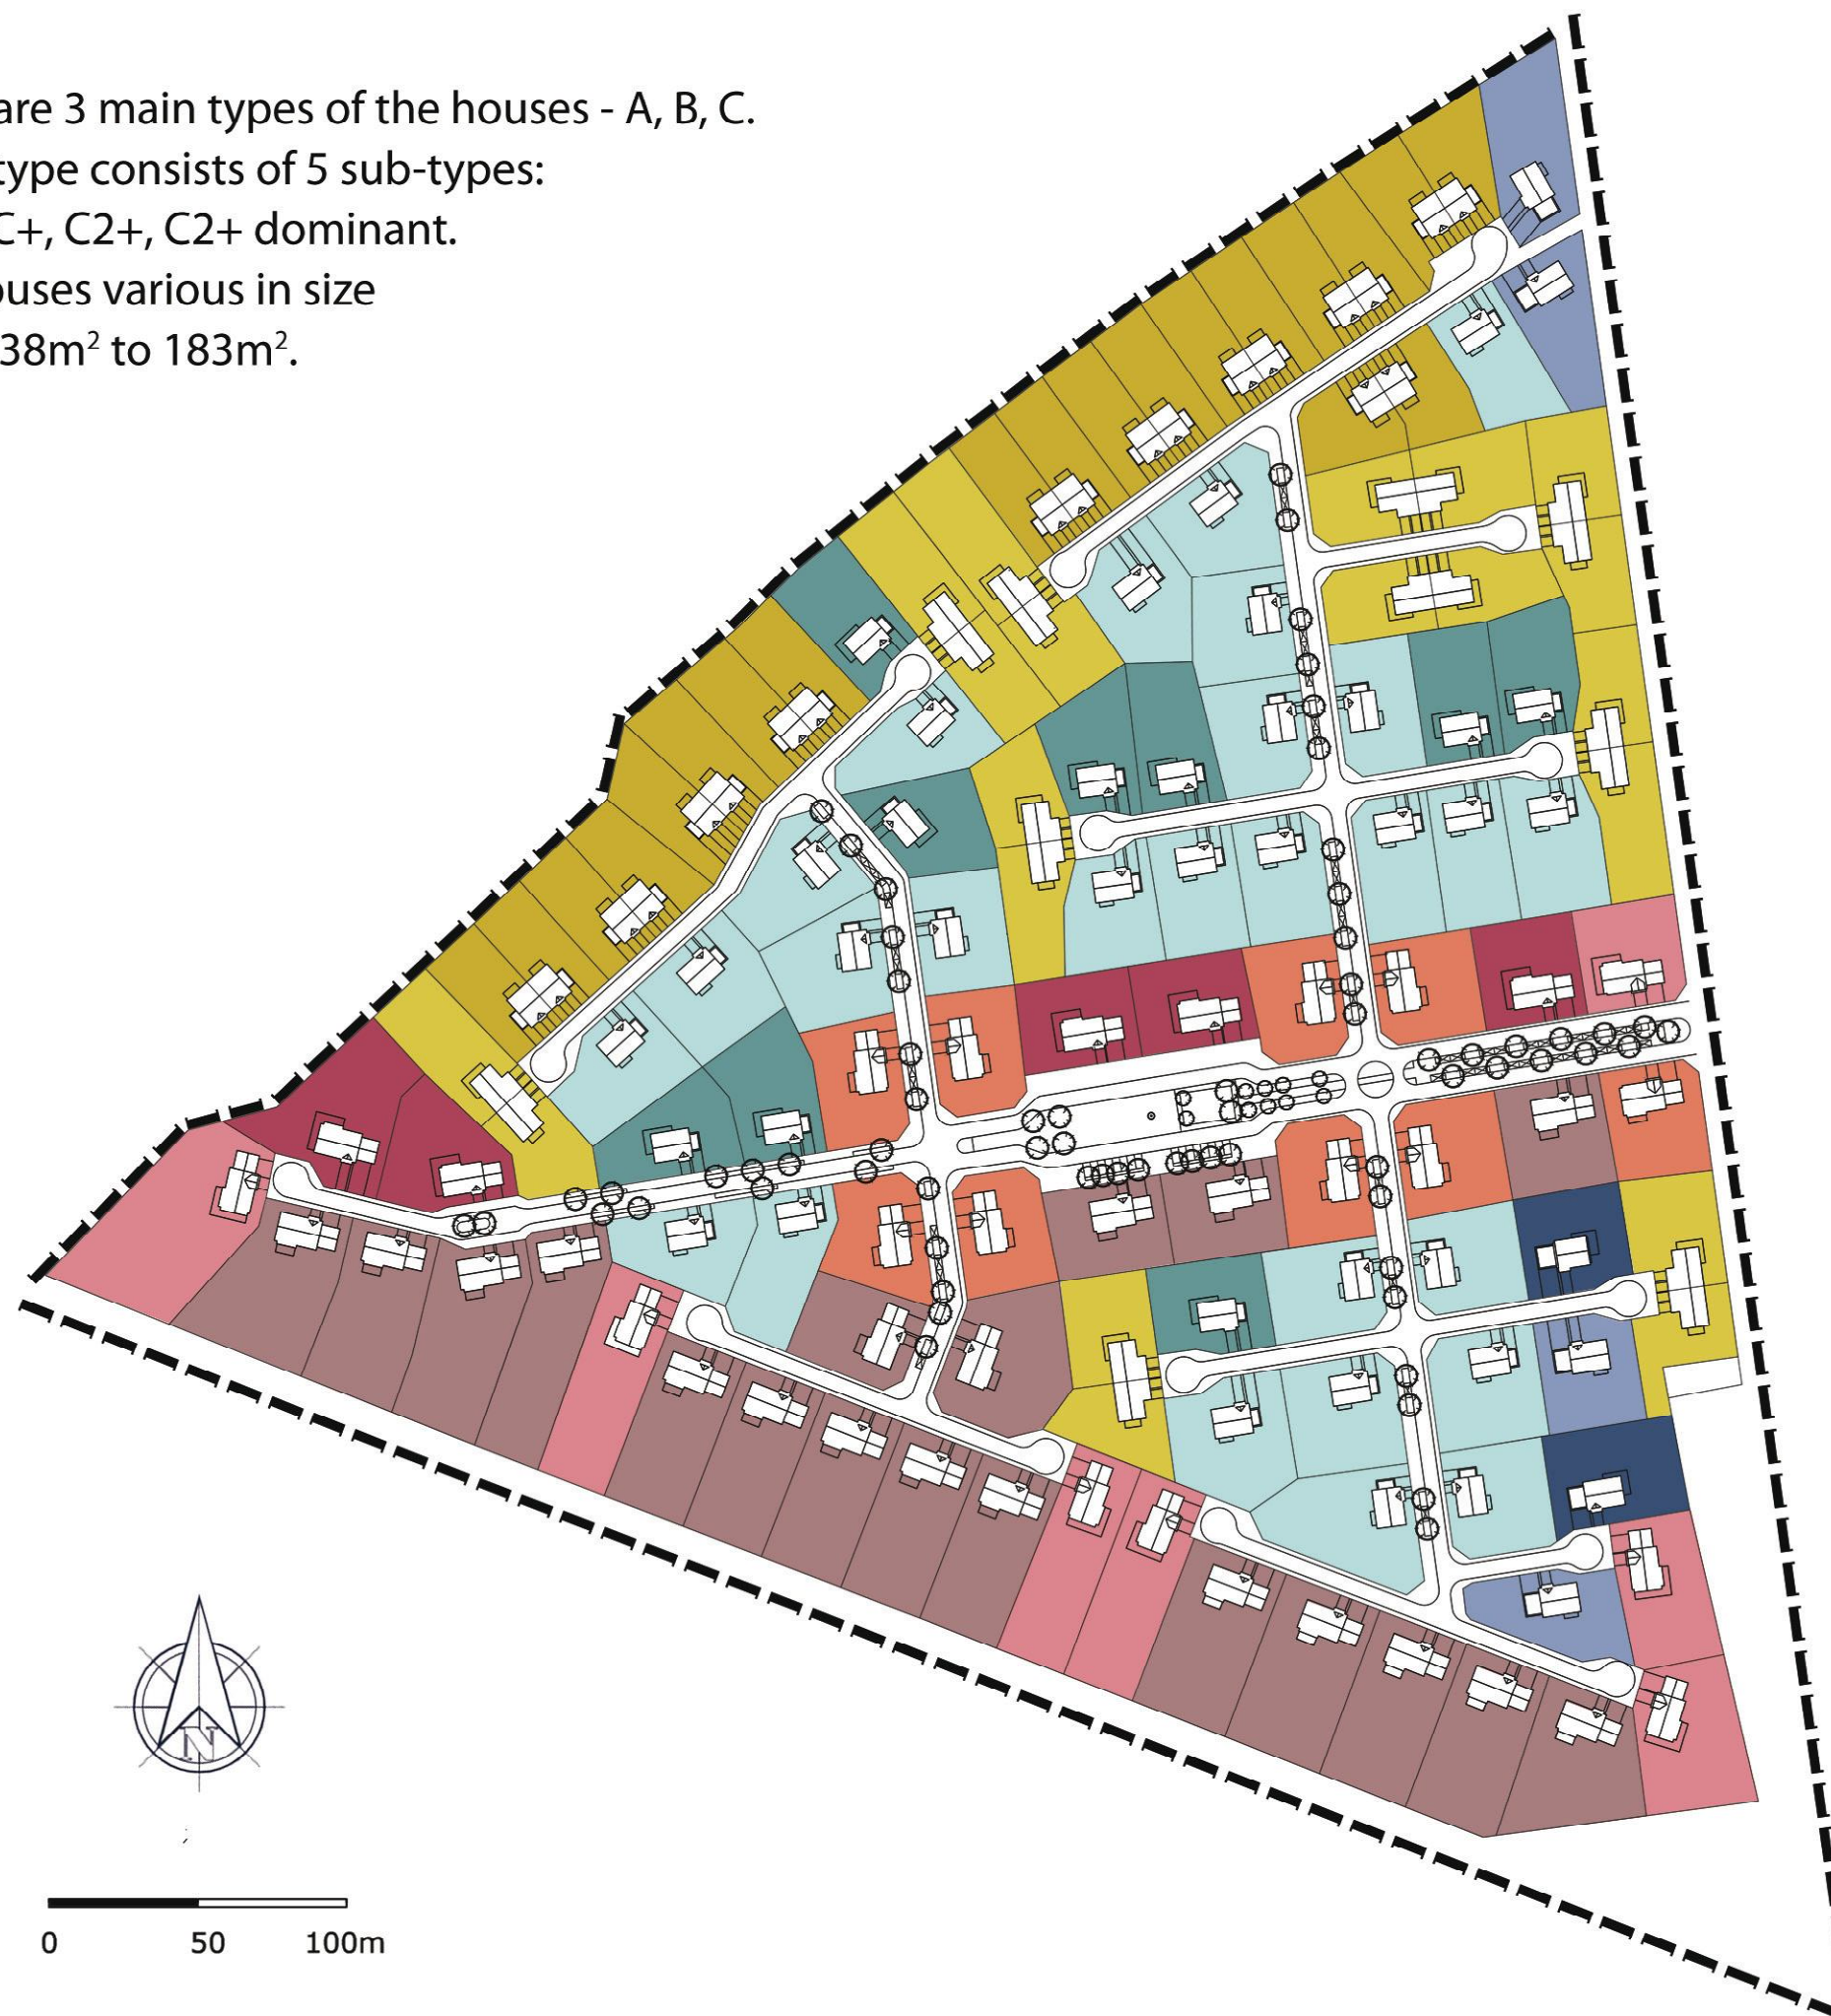 are 3 main types of the houses - A, B, C.
type consists of 5 sub-types:
C+, C2+, C2+ dominant.
ouses various in size
38m² to 183m².
N
0 50 100m